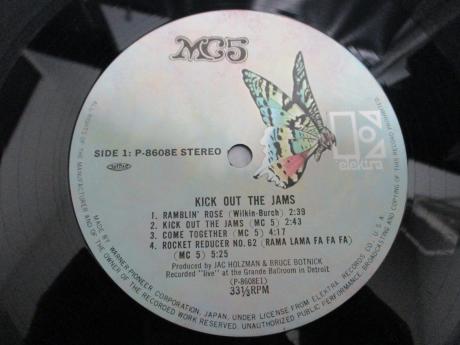 MC5
elektra
SIDE 1: P-8608E STEREO
KICK OUT THE JAMS
1. RAMBLIN' ROSE (Wilkin-Burch) 2:39
2. KICK OUT THE JAMS (MC 5) 2:43
3. COME TOGETHER (MC 5) 4:17
4. ROCKET REDUCER NO. 62 (RAMA LAMA FA FA FA)
(MC 5) 5:25
Produced by JAC HOLZMAN & BRUCE BOTNICK
Recorded "live" at the Grande Ballroom in Detroit
(P-8608E1)
33⅓RPM
ALL RIGHTS OF THE MANUFACTURER AND OF THE OWNER OF THE RECORDED WORK RESERVED. UNAUTHORIZED PUBLIC PERFORMANCE, BROADCASTING AND COPYING OF THIS RECORD PROHIBITED
MADE BY WARNER-PIONEER CORPORATION, JAPAN, UNDER LICENSE FROM ELEKTRA RECORDS, U.S.A.